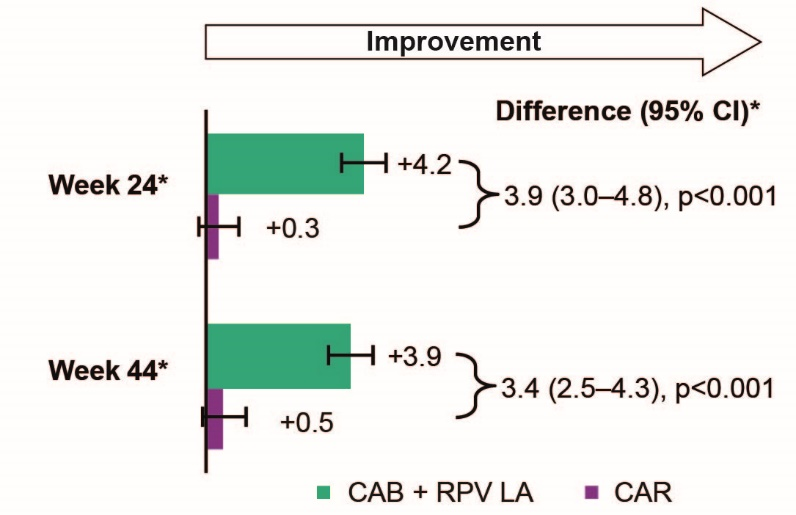 Improvement
Difference (95% CI)*
Week 24*
+4.2
3.9 (3.0–4.8), p<0.001
+0.3
Week 44*
+3.9
3.4 (2.5–4.3), p<0.001
+0.5
CAB + RPV LA
CAR